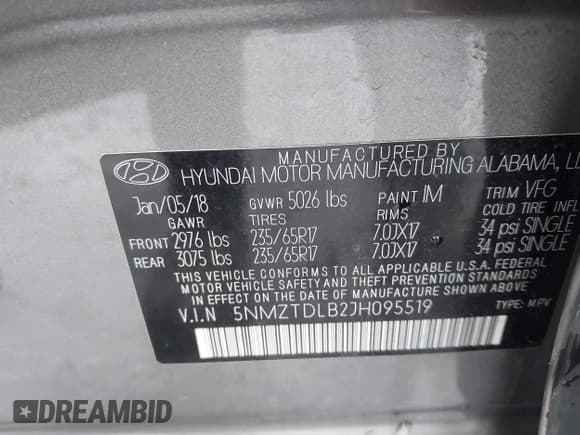 MANUFACTURED BY
HYUNDAI MOTOR MANUFACTURING ALABAMA,
Jan/05/18 GVWR 5026 lbs PAINT IM TRIM VFG
GAWR TIRES RIMS COLD TIRE INFL
FRONT 2976 lbs 235/65R17 7.0JX17 34 psi SINGLE
REAR 3075 lbs 235/65R17 7.0JX17 34 psi SINGLE
THIS VEHICLE CONFORMS TO ALL APPLICABLE U.S.A. FEDERAL
MOTOR VEHICLE SAFETY AND THEFT PREVENTION STANDARDS
IN EFFECT ON THE DATE OF MANUFACTURE SHOWN ABOVE.
V.I.N 5NMZTDLB2JH095519 TYPE: MPV
DREAMBID